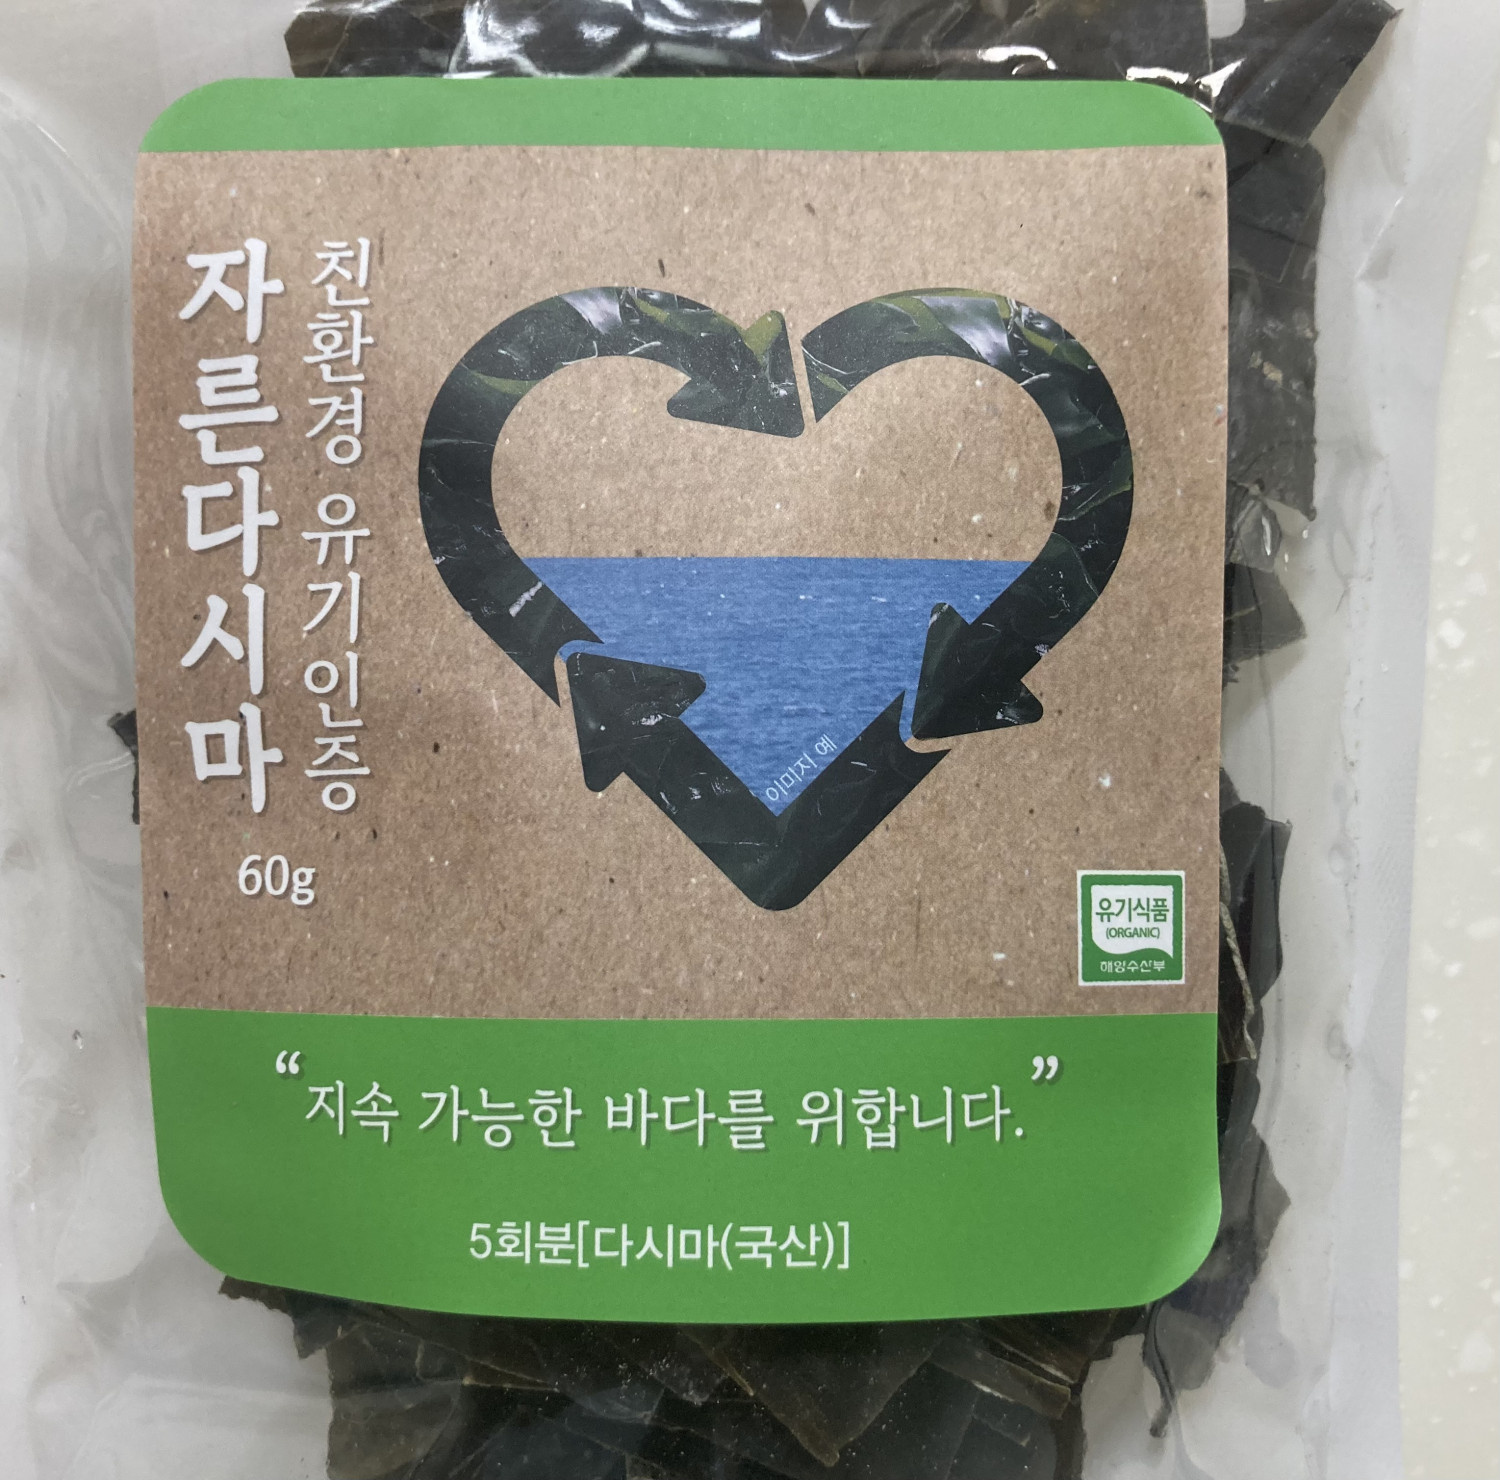 친환경 유기인증
자른다시마
60g
이미지 예
유기식품
(ORGANIC)
해양수산부
“지속 가능한 바다를 위합니다.”
5회분[다시마(국산)]